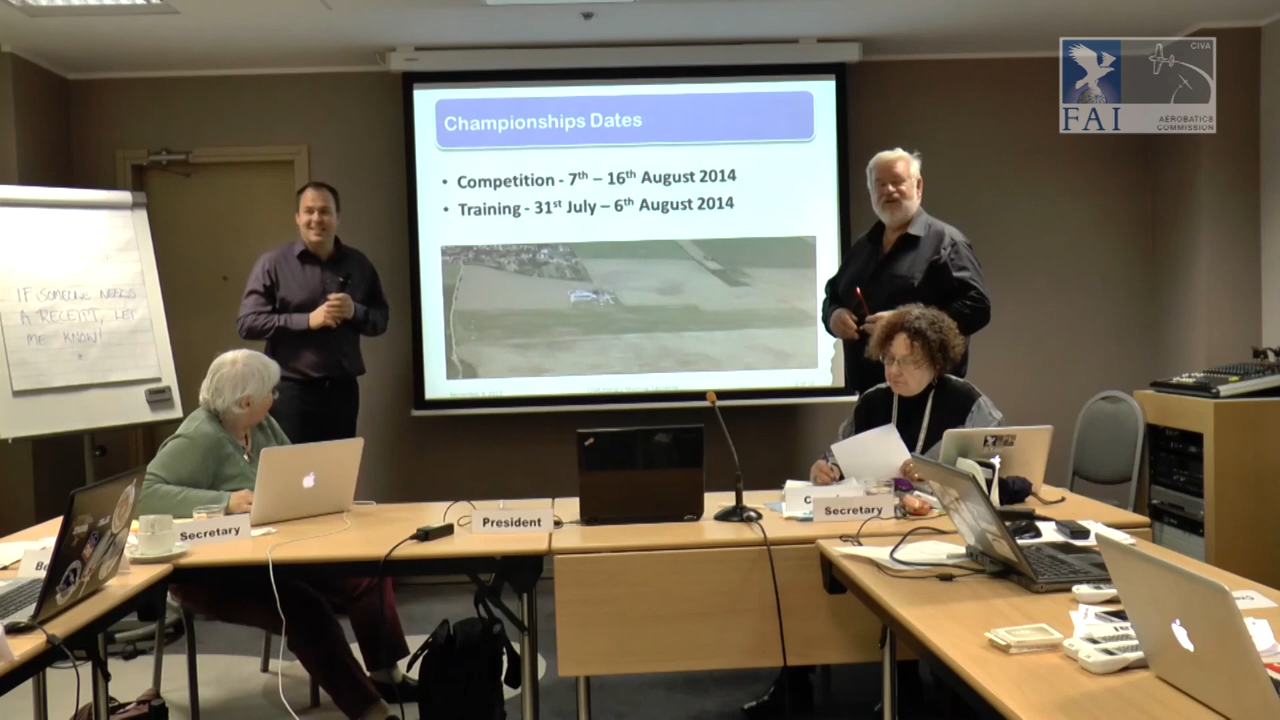 CIVA
FAI
AEROBATICS
COMMISSION
Championships Dates
• Competition - 7th – 16th August 2014
• Training - 31st July – 6th August 2014
IF SOMEONE NEEDS
A RECEIPT, LET
ME KNOW!
Secretary
President
Secretary